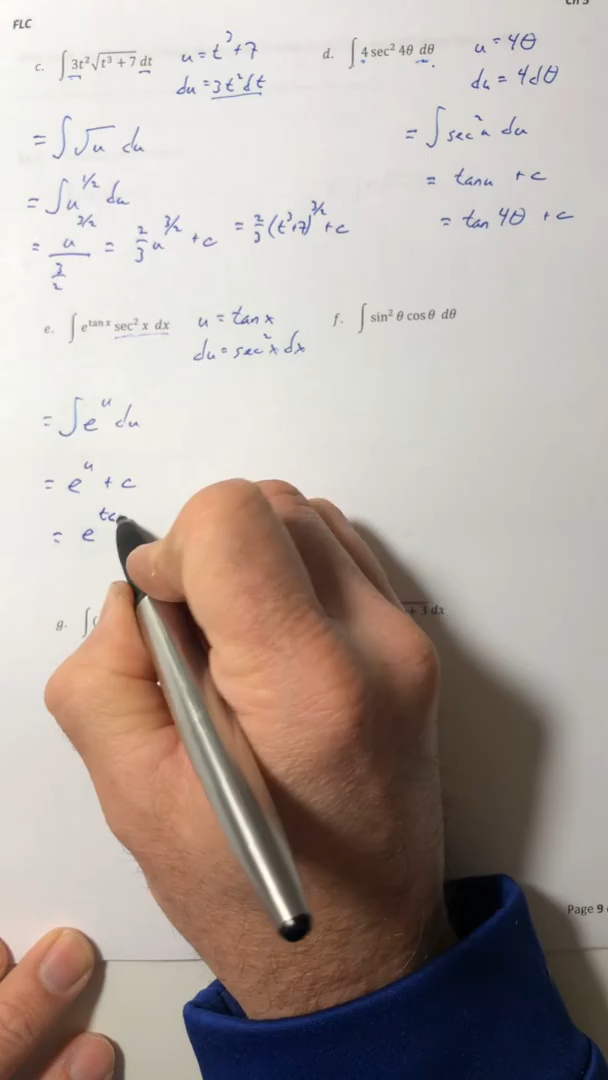 FLC
c. ∫ 3t²√(t³ + 7) dt   u = t³ + 7
du = 3t² dt
= ∫ √u du
= ∫ u^(1/2) du
= u^(3/2) / (3/2) = 2/3 u^(3/2) + c = 2/3 (t³+7)^(3/2) + c
d. ∫ 4 sec² 4θ dθ   u = 4θ
du = 4dθ
= ∫ sec² u du
= tan u + c
= tan 4θ + c
e. ∫ e^(tan x) sec² x dx   u = tan x
du = sec² x dx
= ∫ e^u du
= e^u + c
= e^
f. ∫ sin² θ cos θ dθ
g. ∫
+ 3 dx
Page 9